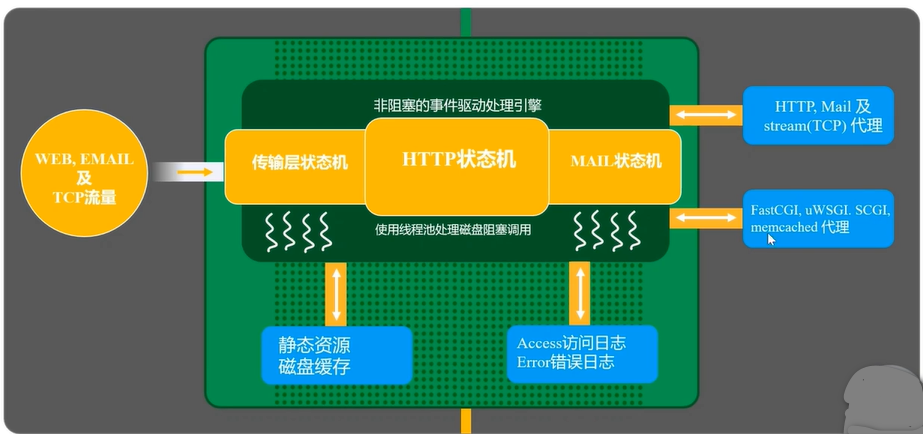 非阻塞的事件驱动处理引擎
WEB, EMAIL
及
TCP流量
传输层状态机
HTTP状态机
MAIL状态机
使用线程池处理磁盘阻塞调用
HTTP, Mail 及
stream(TCP) 代理
FastCGI, uWSGI. SCGI,
memcached 代理
静态资源
磁盘缓存
Access访问日志
Error错误日志